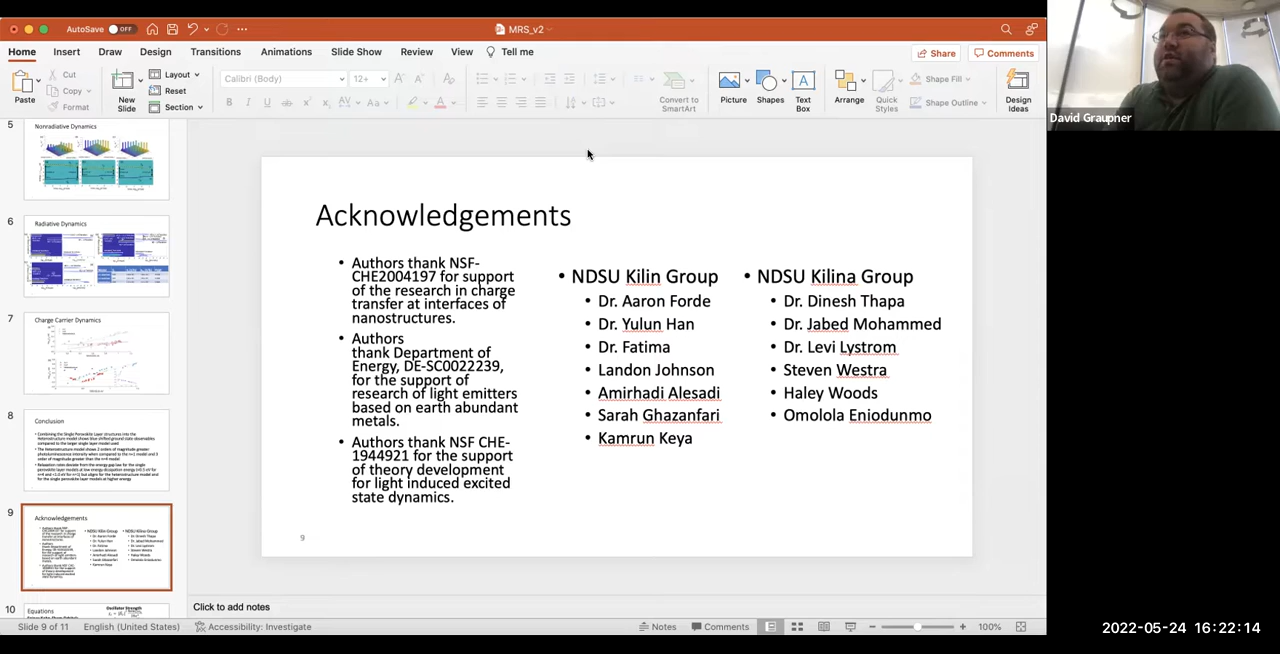 AutoSave OFF
MRS_v2
Home Insert Draw Design Transitions Animations Slide Show Review View Tell me
Share Comments
Paste
Cut
Copy
Format
New Slide
Layout
Reset
Section
Calibri (Body) 12+
Convert to SmartArt
Picture
Shapes
Text Box
Arrange
Quick Styles
Shape Fill
Shape Outline
Design Ideas
David Graupner
5
Nonradiative Dynamics
6
Radiative Dynamics
7
Charge Carrier Dynamics
8
Conclusion
9
Acknowledgements
10
Equations
Oscillator Strength
Acknowledgements
• Authors thank NSF-
CHE2004197 for support
of the research in charge
transfer at interfaces of
nanostructures.
• Authors
thank Department of
Energy, DE-SC0022239,
for the support of
research of light emitters
based on earth abundant
metals.
• Authors thank NSF CHE-
1944921 for the support
of theory development
for light induced excited
state dynamics.
• NDSU Kilin Group
• Dr. Aaron Forde
• Dr. Yulun Han
• Dr. Fatima
• Landon Johnson
• Amirhadi Alesadi
• Sarah Ghazanfari
• Kamrun Keya
• NDSU Kilina Group
• Dr. Dinesh Thapa
• Dr. Jabed Mohammed
• Dr. Levi Lystrom
• Steven Westra
• Haley Woods
• Omolola Eniodunmo
9
Click to add notes
Slide 9 of 11 English (United States) Accessibility: Investigate
Notes Comments 100%
2022-05-24 16:22:14